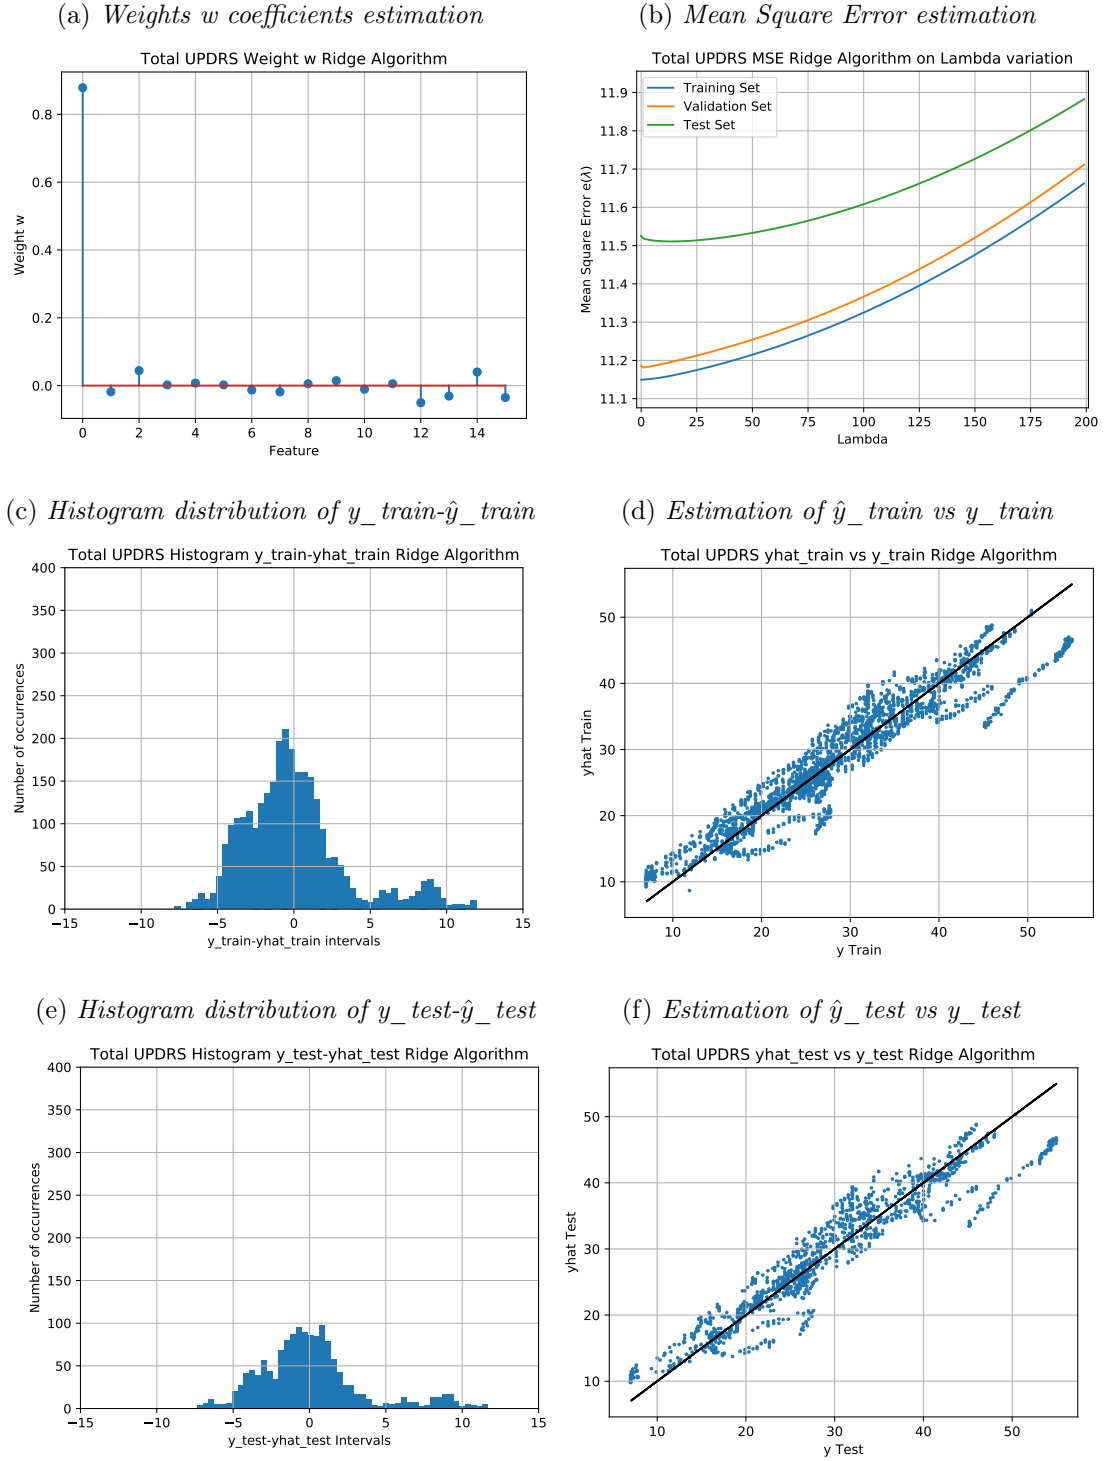 (a) Weights w coefficients estimation
Total UPDRS Weight w Ridge Algorithm
Weight w
0.8
0.6
0.4
0.2
0.0
0 2 4 6 8 10 12 14
Feature
(b) Mean Square Error estimation
Total UPDRS MSE Ridge Algorithm on Lambda variation
Training Set
Validation Set
Test Set
Mean Square Error e(λ)
11.9
11.8
11.7
11.6
11.5
11.4
11.3
11.2
11.1
0 25 50 75 100 125 150 175 200
Lambda
(c) Histogram distribution of y_train-ŷ_train
Total UPDRS Histogram y_train-yhat_train Ridge Algorithm
Number of occurrences
400
350
300
250
200
150
100
50
0
−15 −10 −5 0 5 10 15
y_train-yhat_train intervals
(d) Estimation of ŷ_train vs y_train
Total UPDRS yhat_train vs y_train Ridge Algorithm
yhat Train
50
40
30
20
10
10 20 30 40 50
y Train
(e) Histogram distribution of y_test-ŷ_test
Total UPDRS Histogram y_test-yhat_test Ridge Algorithm
Number of occurrences
400
350
300
250
200
150
100
50
0
−15 −10 −5 0 5 10 15
y_test-yhat_test Intervals
(f) Estimation of ŷ_test vs y_test
Total UPDRS yhat_test vs y_test Ridge Algorithm
yhat Test
50
40
30
20
10
10 20 30 40 50
y Test